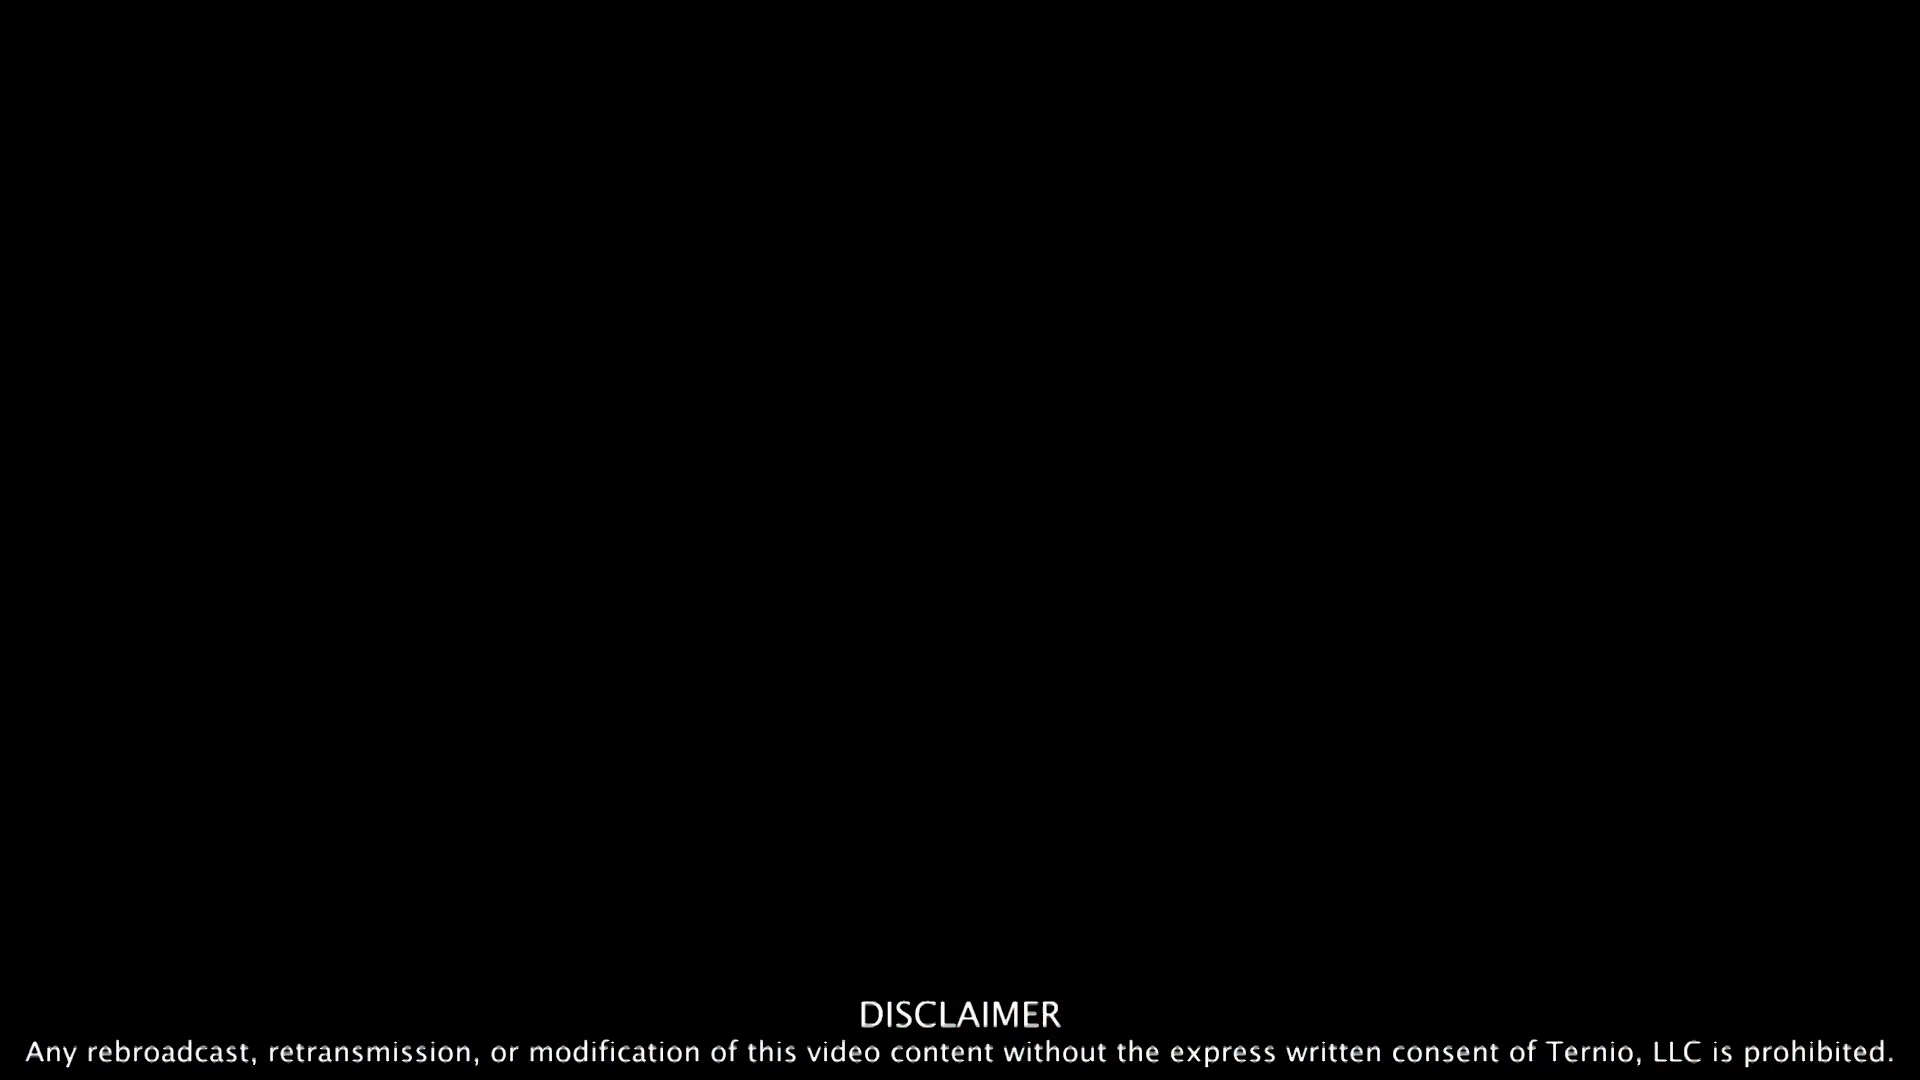 DISCLAIMER
Any rebroadcast, retransmission, or modification of this video content without the express written consent of Ternio, LLC is prohibited.